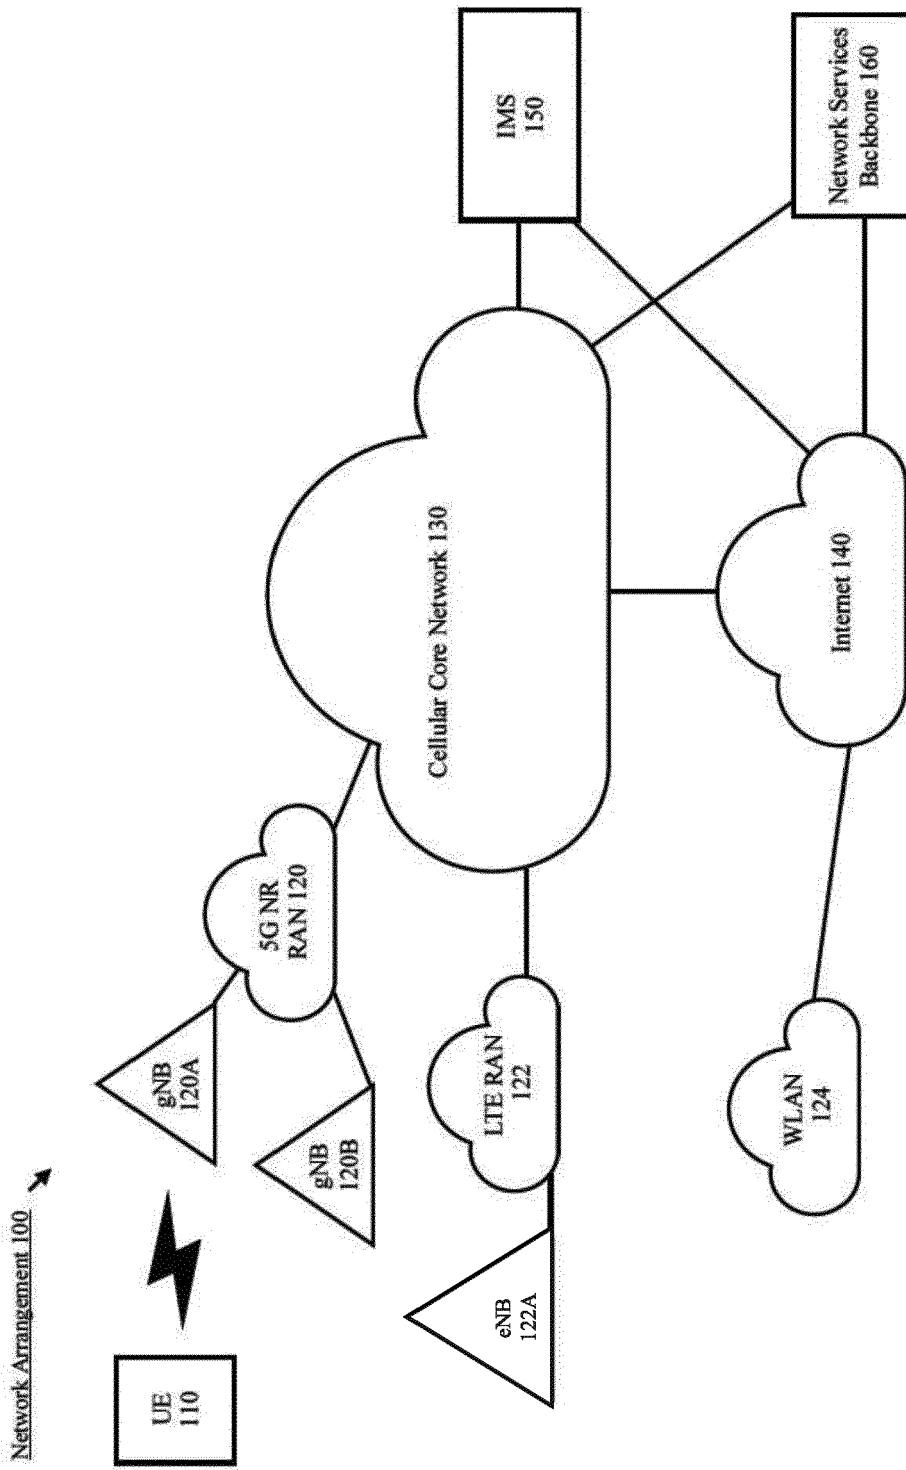 Network Arrangement 100
UE
110
gNB
120A
gNB
120B
5G NR
RAN 120
eNB
122A
LTE RAN
122
WLAN
124
Cellular Core Network 130
Internet 140
IMS
150
Network Services
Backbone 160